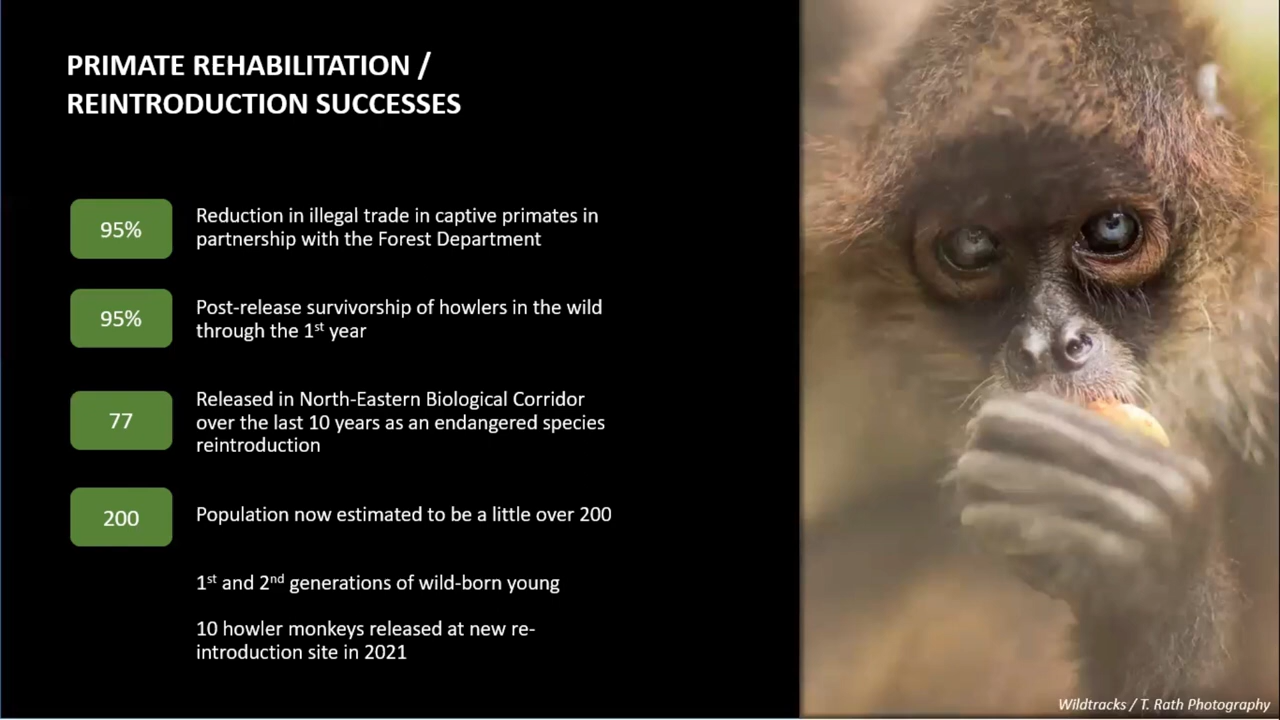 PRIMATE REHABILITATION /
REINTRODUCTION SUCCESSES
95%
Reduction in illegal trade in captive primates in
partnership with the Forest Department
95%
Post-release survivorship of howlers in the wild
through the 1st year
77
Released in North-Eastern Biological Corridor
over the last 10 years as an endangered species
reintroduction
200
Population now estimated to be a little over 200
1st and 2nd generations of wild-born young
10 howler monkeys released at new re-
introduction site in 2021
Wildtracks / T. Rath Photography